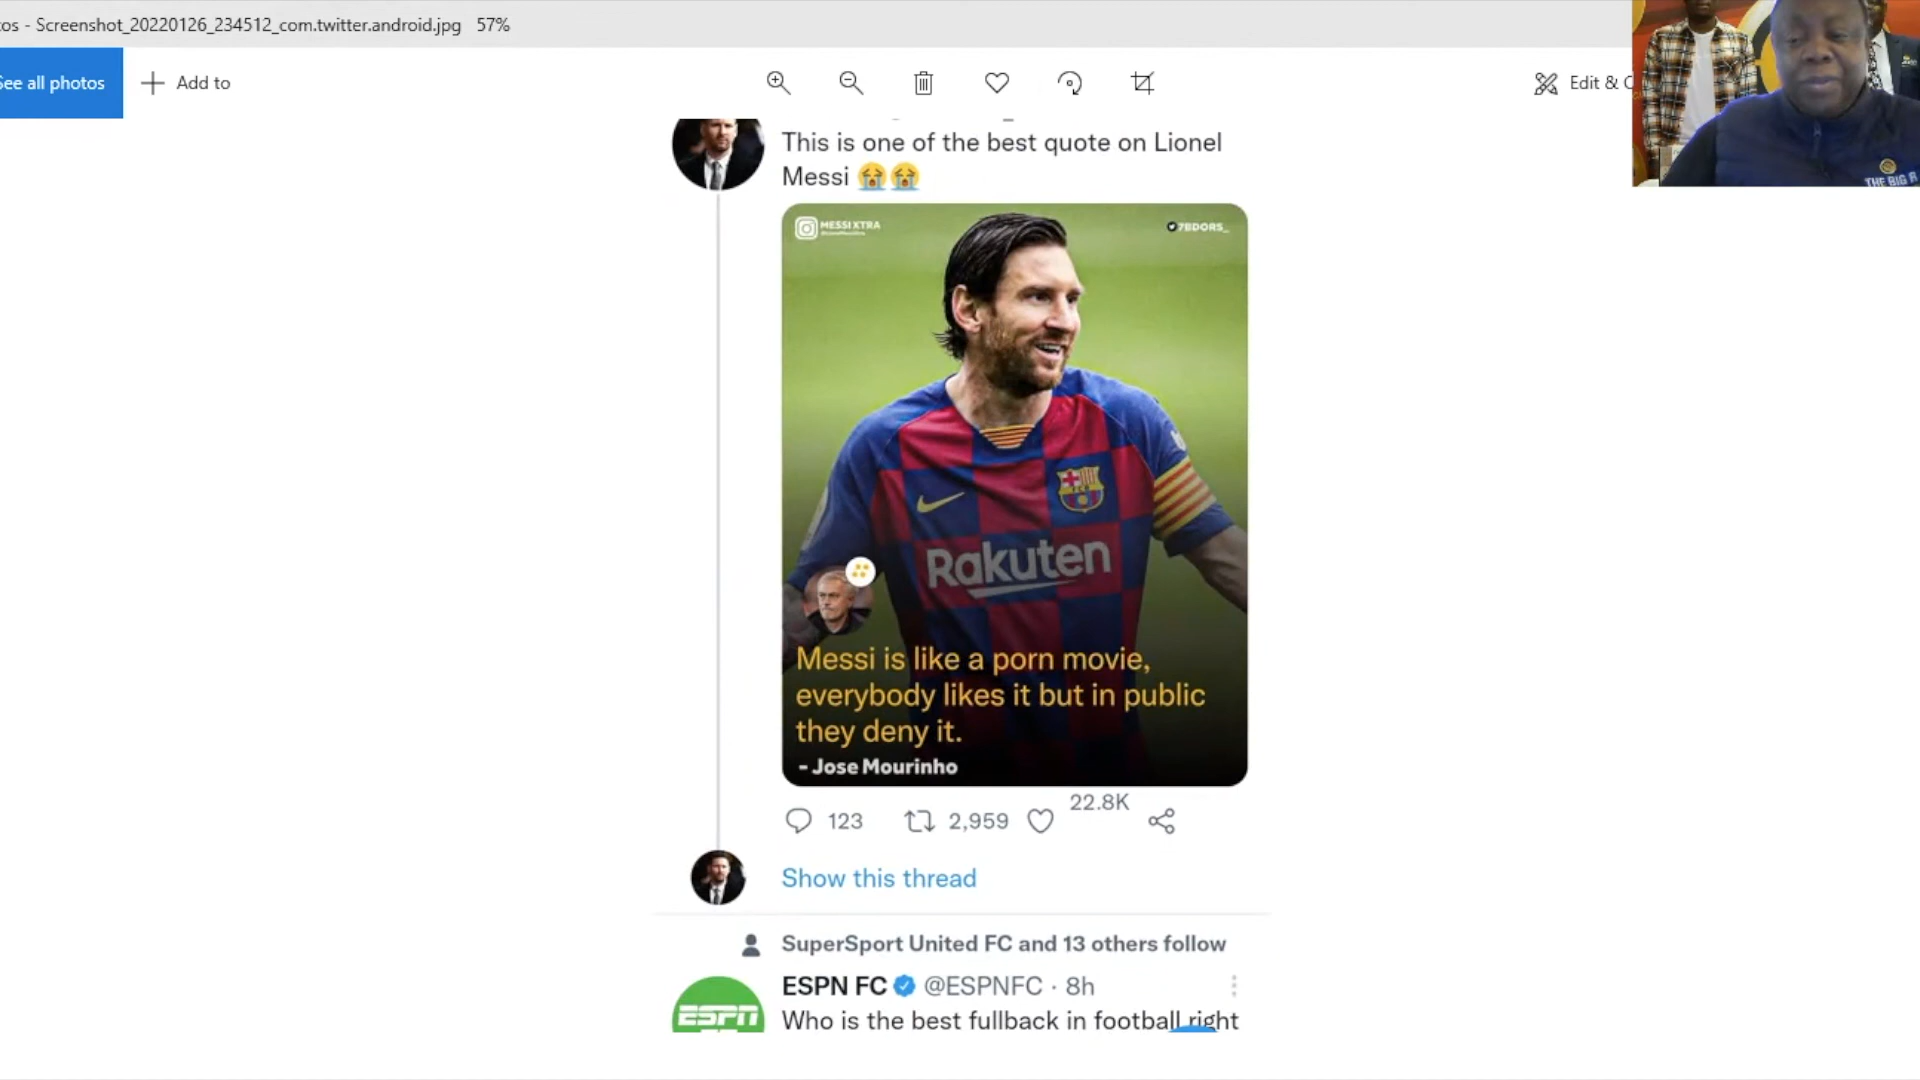 os - Screenshot_20220126_234512_com.twitter.android.jpg 57%
See all photos
Add to
Edit & C
This is one of the best quote on Lionel
Messi 😭😭
MESSI XTRA
7BDORS_
Rakuten
Messi is like a porn movie,
everybody likes it but in public
they deny it.
- Jose Mourinho
123 2,959 22.8K
Show this thread
SuperSport United FC and 13 others follow
ESPN FC @ESPNFC · 8h
ESPN
Who is the best fullback in football right
THE BIG